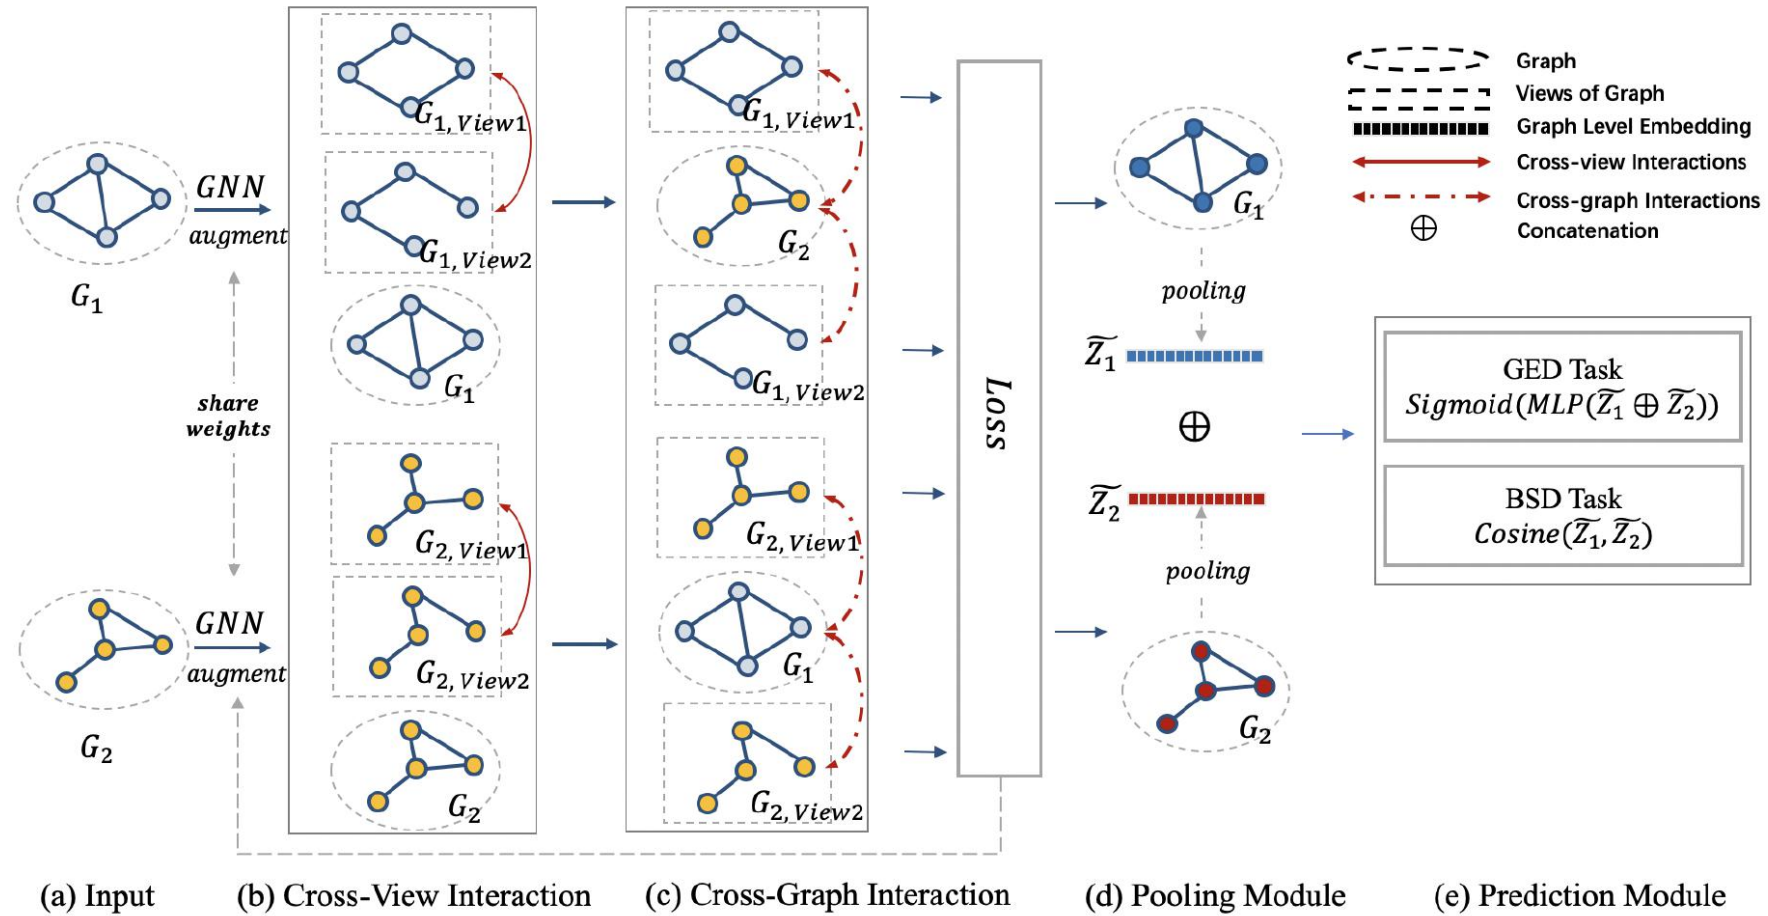 G₁
GNN
augment
share
weights
GNN
augment
G₂
G₁,View1
G₁,View2
G₁
G₂,View1
G₂,View2
G₂
G₁,View1
G₂
G₁,View2
G₂,View1
G₁
G₂,View2
Loss
G₁
pooling
Z̃₁
⊕
Z̃₂
pooling
G₂
Graph
Views of Graph
Graph Level Embedding
Cross-view Interactions
Cross-graph Interactions
⊕ Concatenation
GED Task
Sigmoid(MLP(Z̃₁ ⊕ Z̃₂))
BSD Task
Cosine(Z̃₁, Z̃₂)
(a) Input
(b) Cross-View Interaction
(c) Cross-Graph Interaction
(d) Pooling Module
(e) Prediction Module